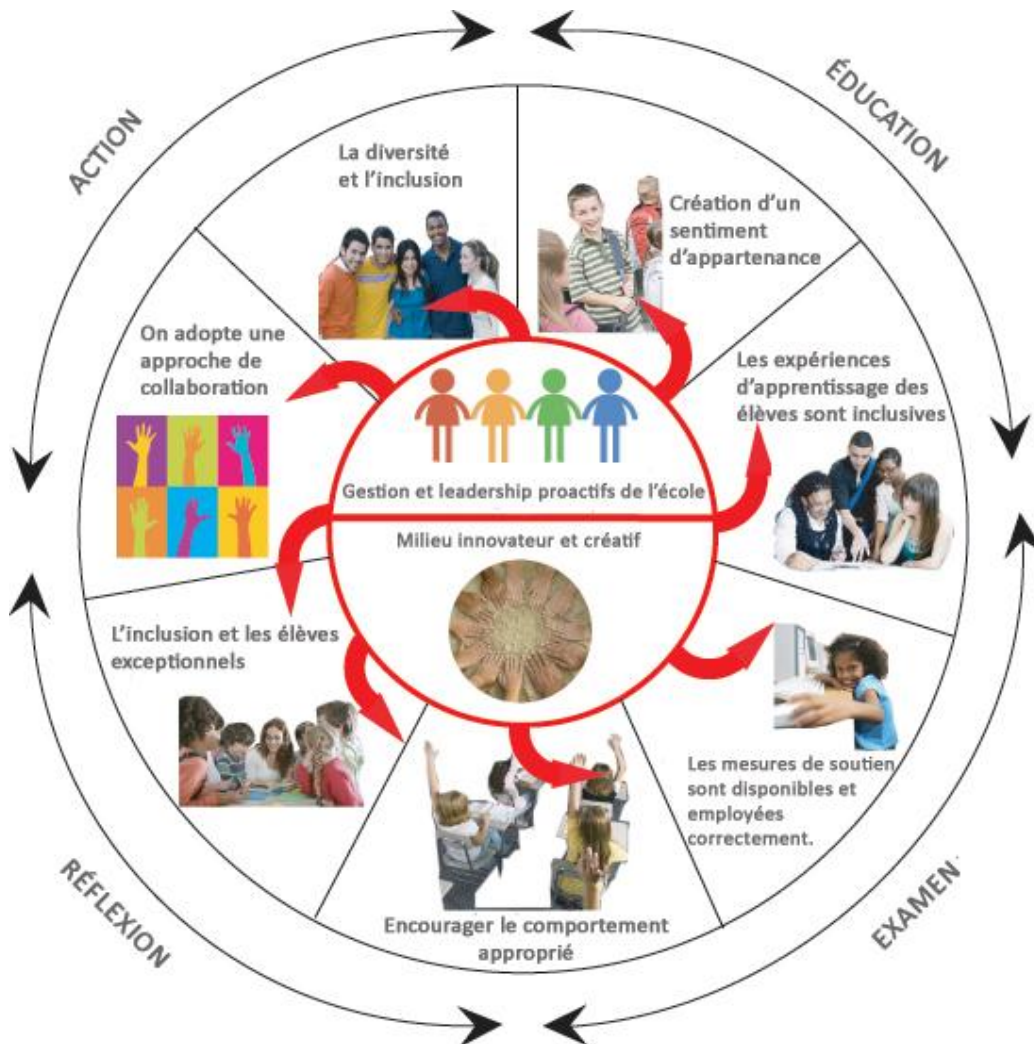 ACTION
ÉDUCATION
La diversité
et l'inclusion
Création d'un
sentiment
d'appartenance
On adopte une
approche de
collaboration
Les expériences
d'apprentissage des
élèves sont inclusives
Gestion et leadership proactifs de l'école
Milieu innovateur et créatif
L'inclusion et les élèves
exceptionnels
Les mesures de soutien
sont disponibles et
employées
correctement.
Encourager le comportement
approprié
RÉFLEXION
EXAMEN